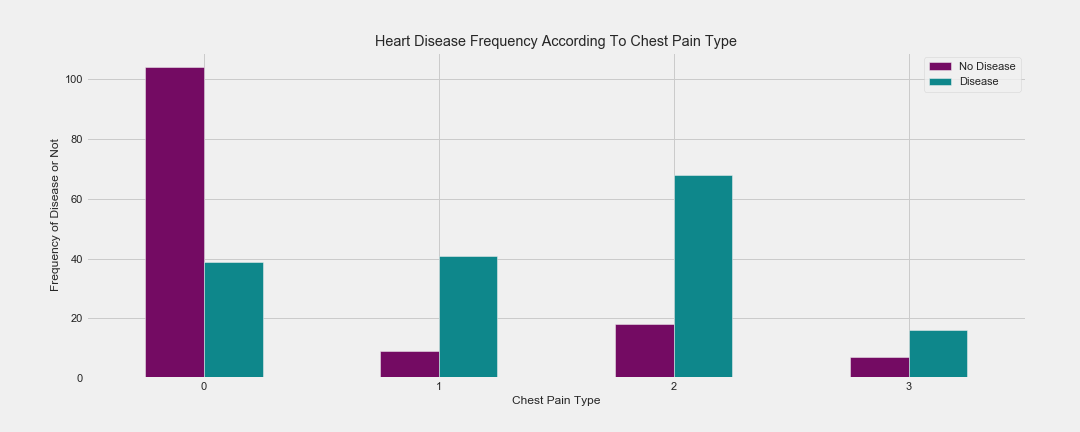 Heart Disease Frequency According To Chest Pain Type
No Disease
Disease
Frequency of Disease or Not
100
80
60
40
20
0
0 1 2 3
Chest Pain Type